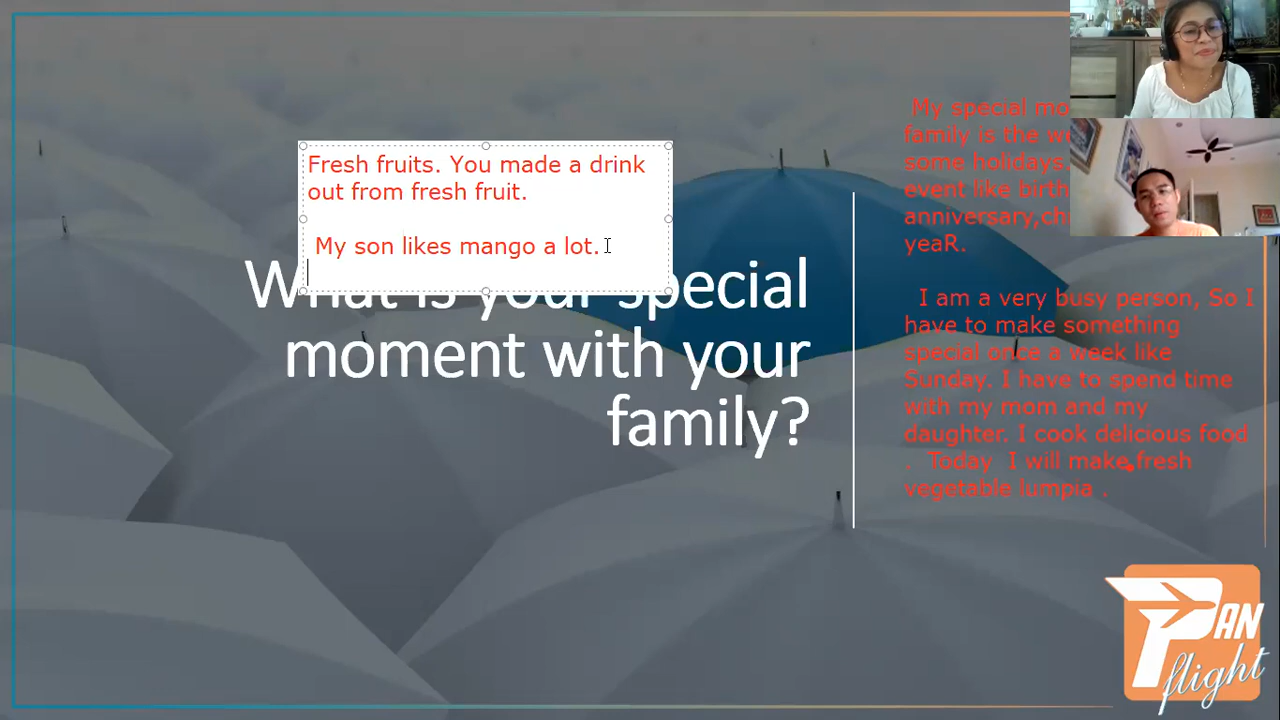 Fresh fruits. You made a drink
out from fresh fruit.
My son likes mango a lot.
What is your special
moment with your
family?
My special mo
family is the we
some holidays.
event like birth
anniversary,ch
yeaR.
I am a very busy person, So I
have to make something
special once a week like
Sunday. I have to spend time
with my mom and my
daughter. I cook delicious food
. Today I will make fresh
vegetable lumpia .
PAN
flight